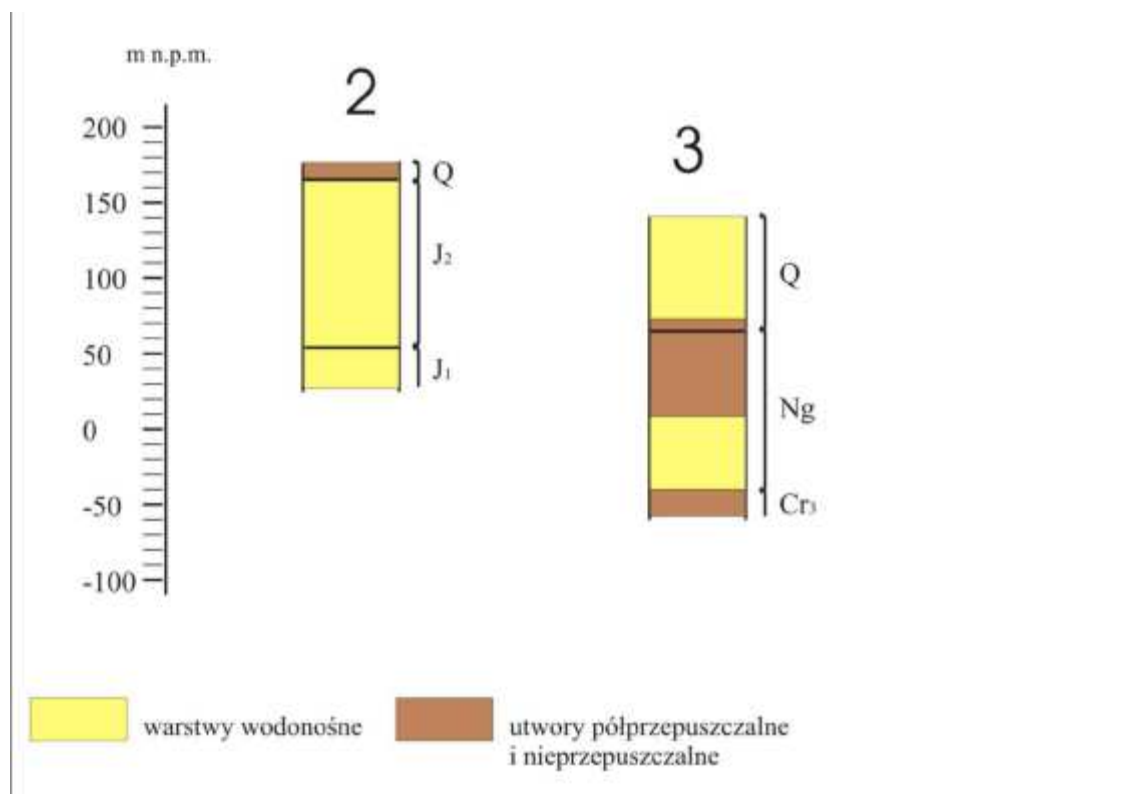 m n.p.m.
2
3
200
150
100
50
0
-50
-100
Q
J₂
J₁
Q
Ng
Cr₃
warstwy wodonośne
utwory półprzepuszczalne
i nieprzepuszczalne